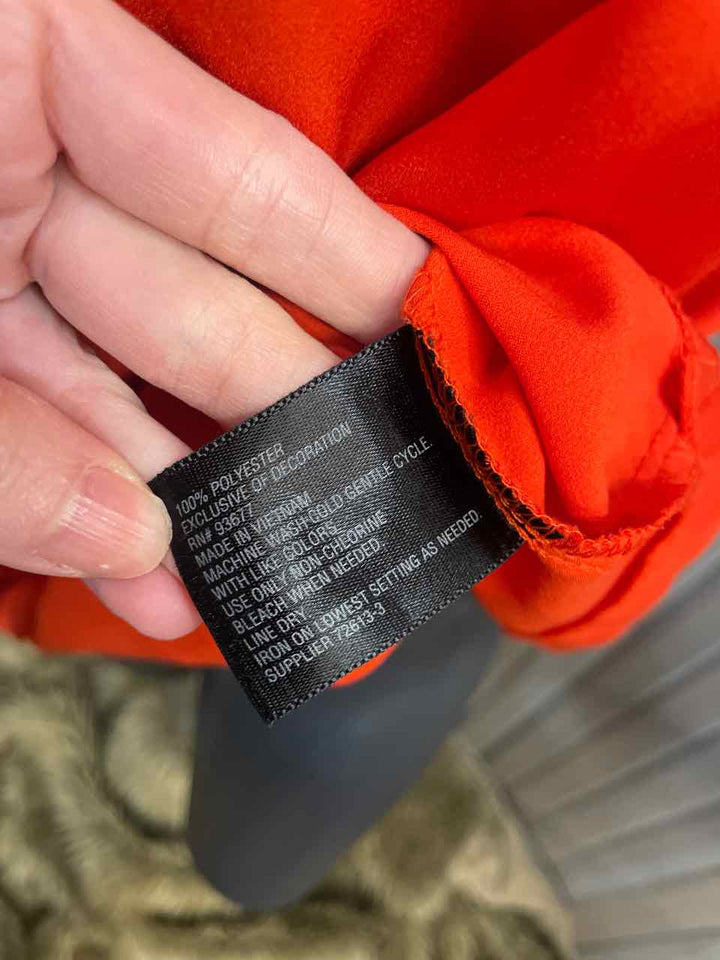 100% POLYESTER
EXCLUSIVE OF DECORATION
RN# 93677
MADE IN VIETNAM
MACHINE WASH COLD GENTLE CYCLE.
WITH LIKE COLORS.
USE ONLY NON-CHLORINE
BLEACH WHEN NEEDED.
LINE DRY.
IRON ON LOWEST SETTING AS NEEDED.
SUPPLIER 72613-3